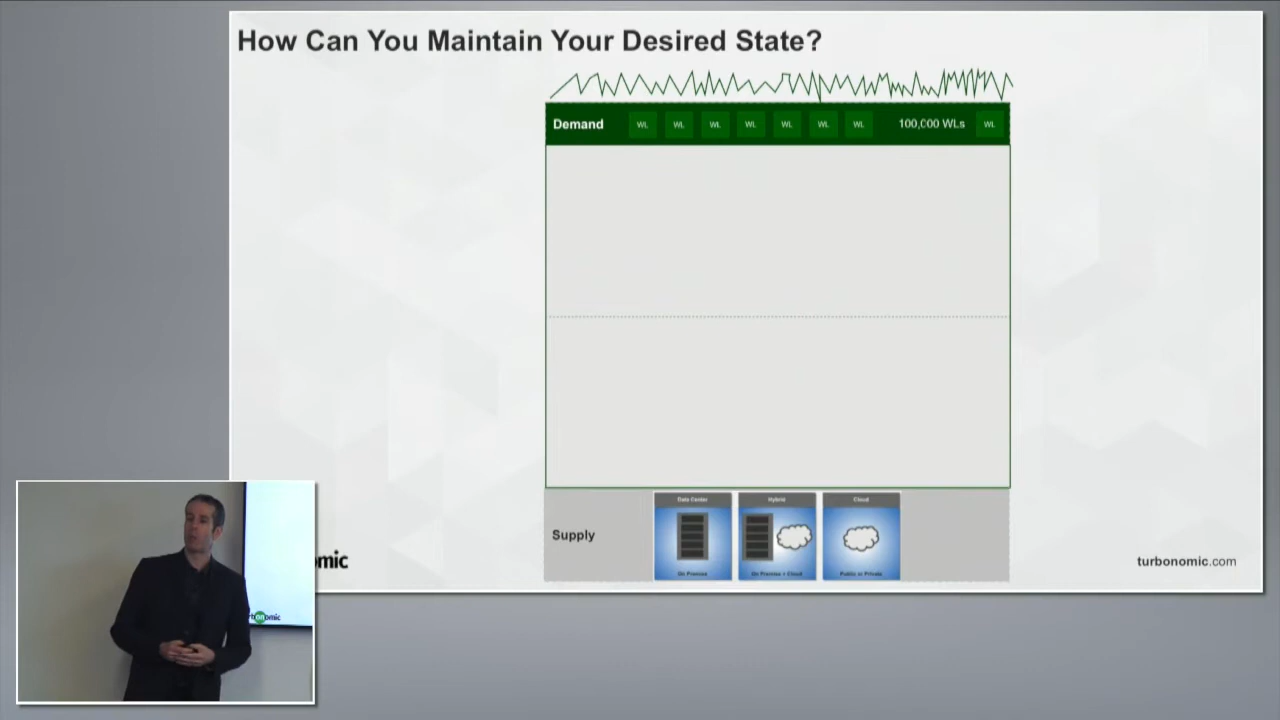 How Can You Maintain Your Desired State?
Demand WL WL WL WL WL WL WL 100,000 WLs WL
Data Center Hybrid Cloud
Supply
On Premise On Premise + Cloud Public or Private
omic
turbonomic.com
turbonomic